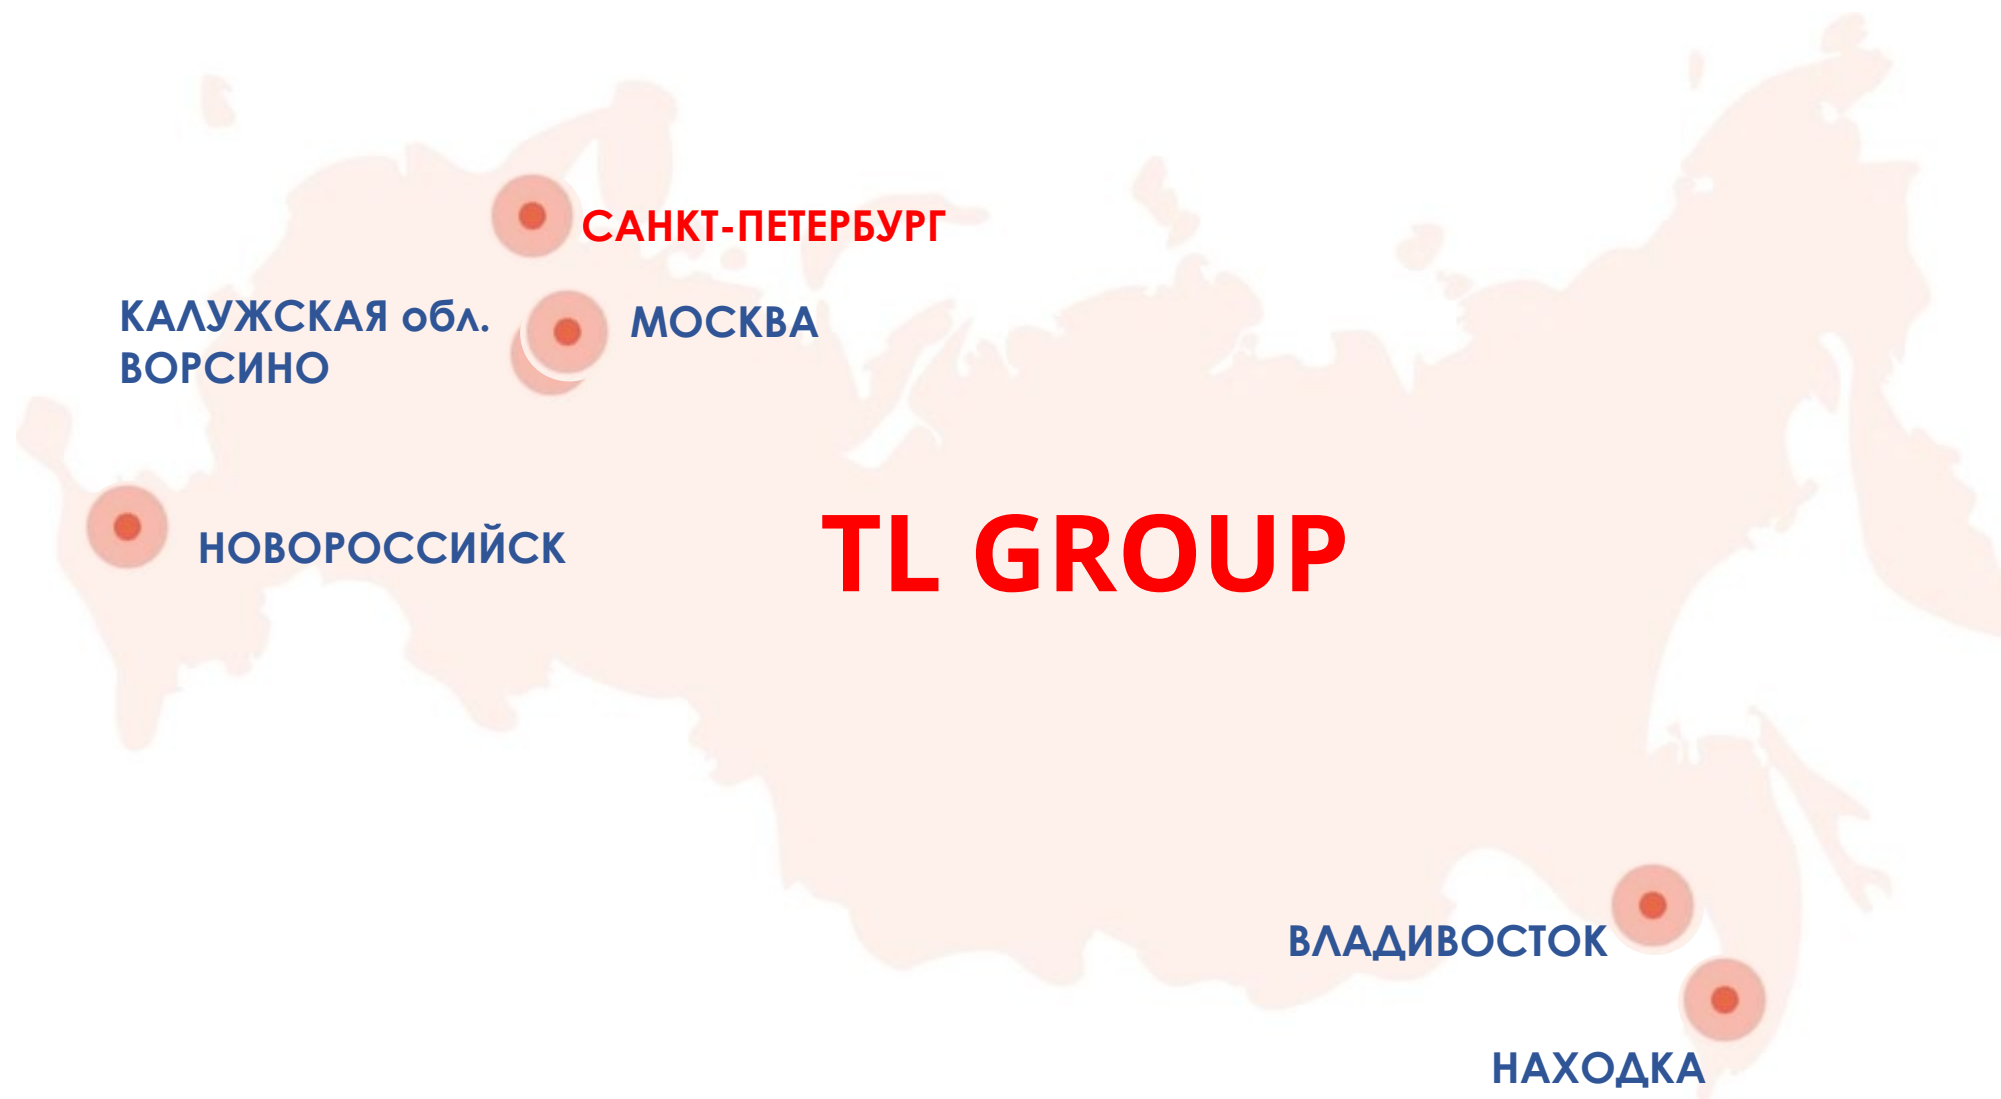 САНКТ-ПЕТЕРБУРГ
КАЛУЖСКАЯ обл.
ВОРСИНО
МОСКВА
НОВОРОССИЙСК
TL GROUP
ВЛАДИВОСТОК
НАХОДКА